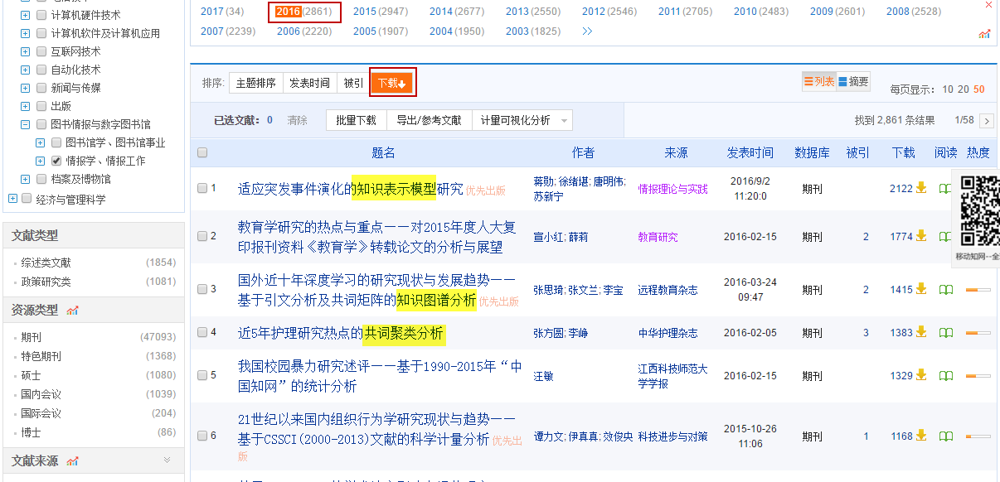 计算机硬件技术
计算机软件及计算机应用
互联网技术
自动化技术
新闻与传媒
出版
图书情报与数字图书馆
图书馆学、图书馆事业
情报学、情报工作
档案及博物馆
经济与管理科学
文献类型
综述类文献 (1854)
政策研究类 (1081)
资源类型
期刊 (47093)
特色期刊 (1368)
硕士 (1080)
国内会议 (1039)
国际会议 (204)
博士 (86)
文献来源
2017 (34) 2016 (2861) 2015 (2947) 2014 (2677) 2013 (2550) 2012 (2546) 2011 (2705) 2010 (2483) 2009 (2601) 2008 (2528)
2007 (2239) 2006 (2220) 2005 (1907) 2004 (1950) 2003 (1825) >>
排序: 主题排序 发表时间 被引 下载↓ 列表 摘要 每页显示: 10 20 50
已选文献: 0 清除 批量下载 导出/参考文献 计量可视化分析 找到 2,861 条结果 1/58 >
题名 作者 来源 发表时间 数据库 被引 下载 阅读 热度
1 适应突发事件演化的知识表示模型研究 优先出版 蒋勋; 徐绪堪; 唐明伟; 苏新宁 情报理论与实践 2016/9/2 11:20:0 期刊 2122
2 教育学研究的热点与重点——对2015年度人大复
印报刊资料《教育学》转载论文的分析与展望 宣小红; 薛莉 教育研究 2016-02-15 期刊 2 1774
3 国外近十年深度学习的研究现状与发展趋势——
基于引文分析及共词矩阵的知识图谱分析 优先出版 张思琦; 张文兰; 李宝 远程教育杂志 2016-03-24 09:47 期刊 2 1415
4 近5年护理研究热点的共词聚类分析 张方圆; 李峥 中华护理杂志 2016-02-05 期刊 3 1383
5 我国校园暴力研究述评——基于1990-2015年“中
国知网”的统计分析 汪敏 江西科技师范大学学报 2016-02-15 期刊 1329
6 21世纪以来国内组织行为学研究现状与趋势——
基于CSSCI(2000-2013)文献的科学计量分析 优先出版 谭力文; 伊真真; 效俊央 科技进步与对策 2015-10-26 11:06 期刊 1 1168
移动知网--全